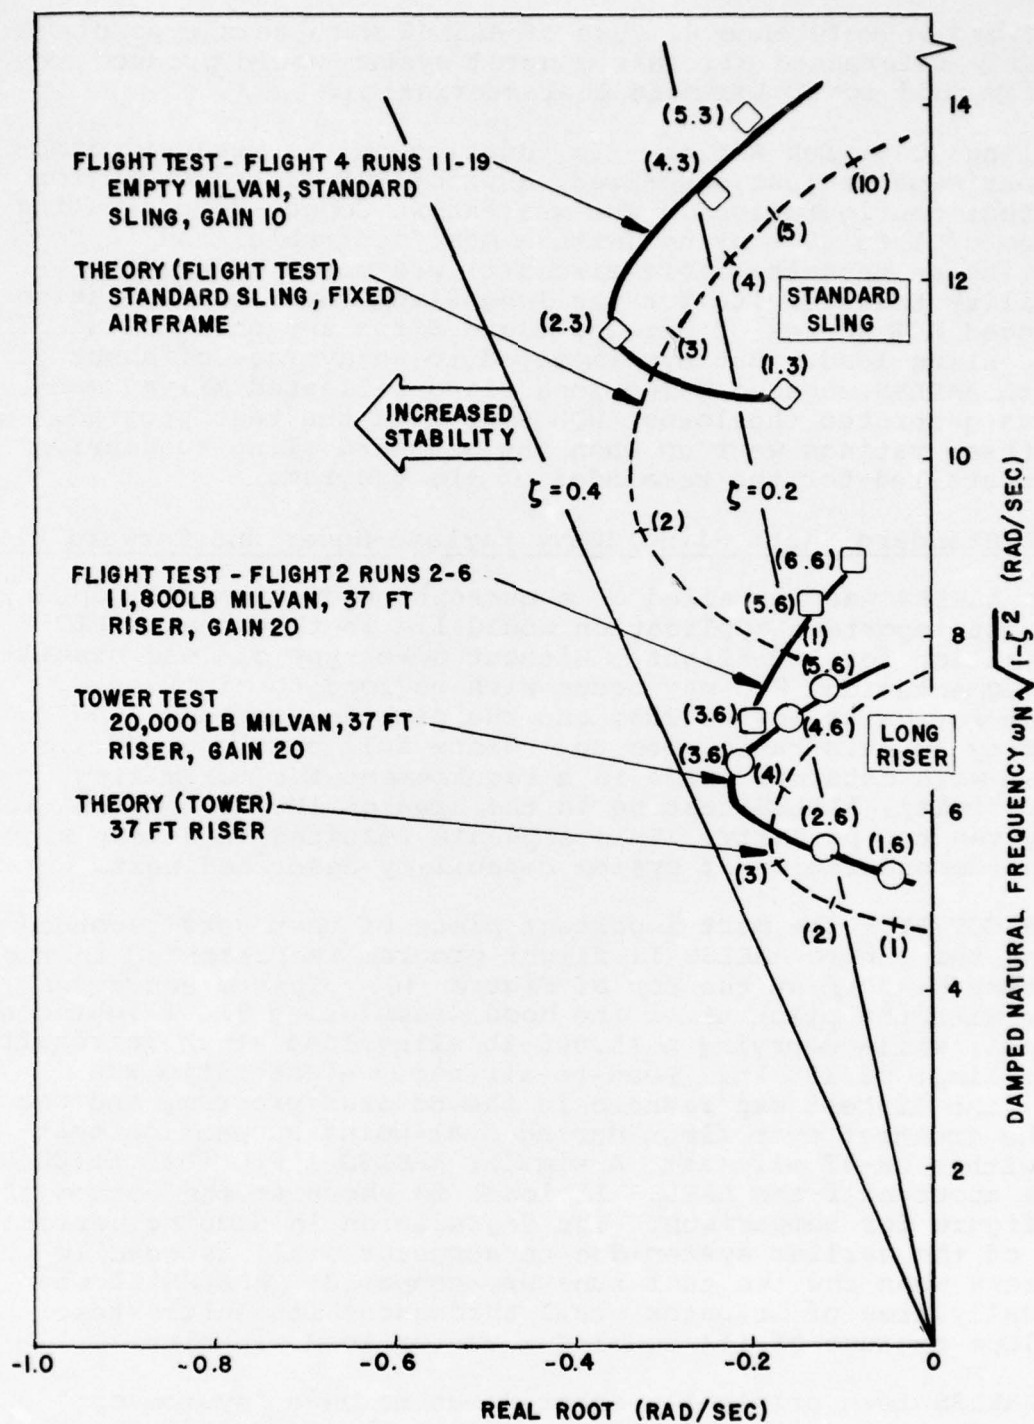 (5.3)
14
FLIGHT TEST - FLIGHT 4 RUNS 11-19
EMPTY MILVAN, STANDARD
SLING, GAIN 10
(4.3)
(10)
(5)
(4)
THEORY (FLIGHT TEST)
STANDARD SLING, FIXED
AIRFRAME
12
STANDARD
SLING
(2.3)
(3)
(1.3)
INCREASED
STABILITY
10
ζ=0.4
ζ=0.2
(2)
FLIGHT TEST - FLIGHT 2 RUNS 2-6
11,800LB MILVAN, 37 FT
RISER, GAIN 20
(6.6)
(5.6)
(1)
8
(5.6)
TOWER TEST
20,000 LB MILVAN, 37 FT
RISER, GAIN 20
(3.6)
(4.6)
LONG
RISER
(3.6)
(4)
THEORY (TOWER)
37 FT RISER
6
(2.6)
(1.6)
(3)
(2)
(1)
4
2
DAMPED NATURAL FREQUENCY ωN √1-ζ² (RAD/SEC)
-1.0 -0.8 -0.6 -0.4 -0.2 0
REAL ROOT (RAD/SEC)